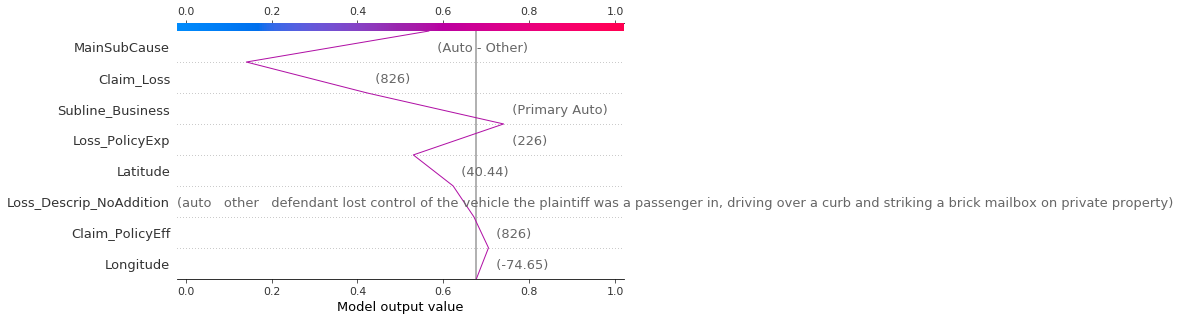 0.0 0.2 0.4 0.6 0.8 1.0
MainSubCause (Auto - Other)
Claim_Loss (826)
Subline_Business (Primary Auto)
Loss_PolicyExp (226)
Latitude (40.44)
Loss_Descrip_NoAddition (auto   other   defendant lost control of the vehicle the plaintiff was a passenger in, driving over a curb and striking a brick mailbox on private property)
Claim_PolicyEff (826)
Longitude (-74.65)
0.0 0.2 0.4 0.6 0.8 1.0
Model output value